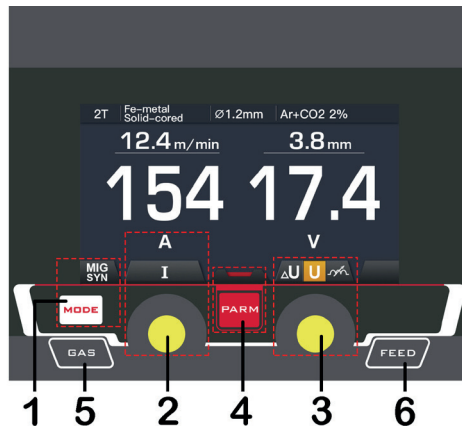 2T Fe-metal Solid-cored Ø1.2mm Ar+CO2 2%
12.4 m/min 3.8 mm
154 17.4
A V
MIG SYN I ΔU U
MODE PARM
GAS FEED
1 5 2 4 3 6